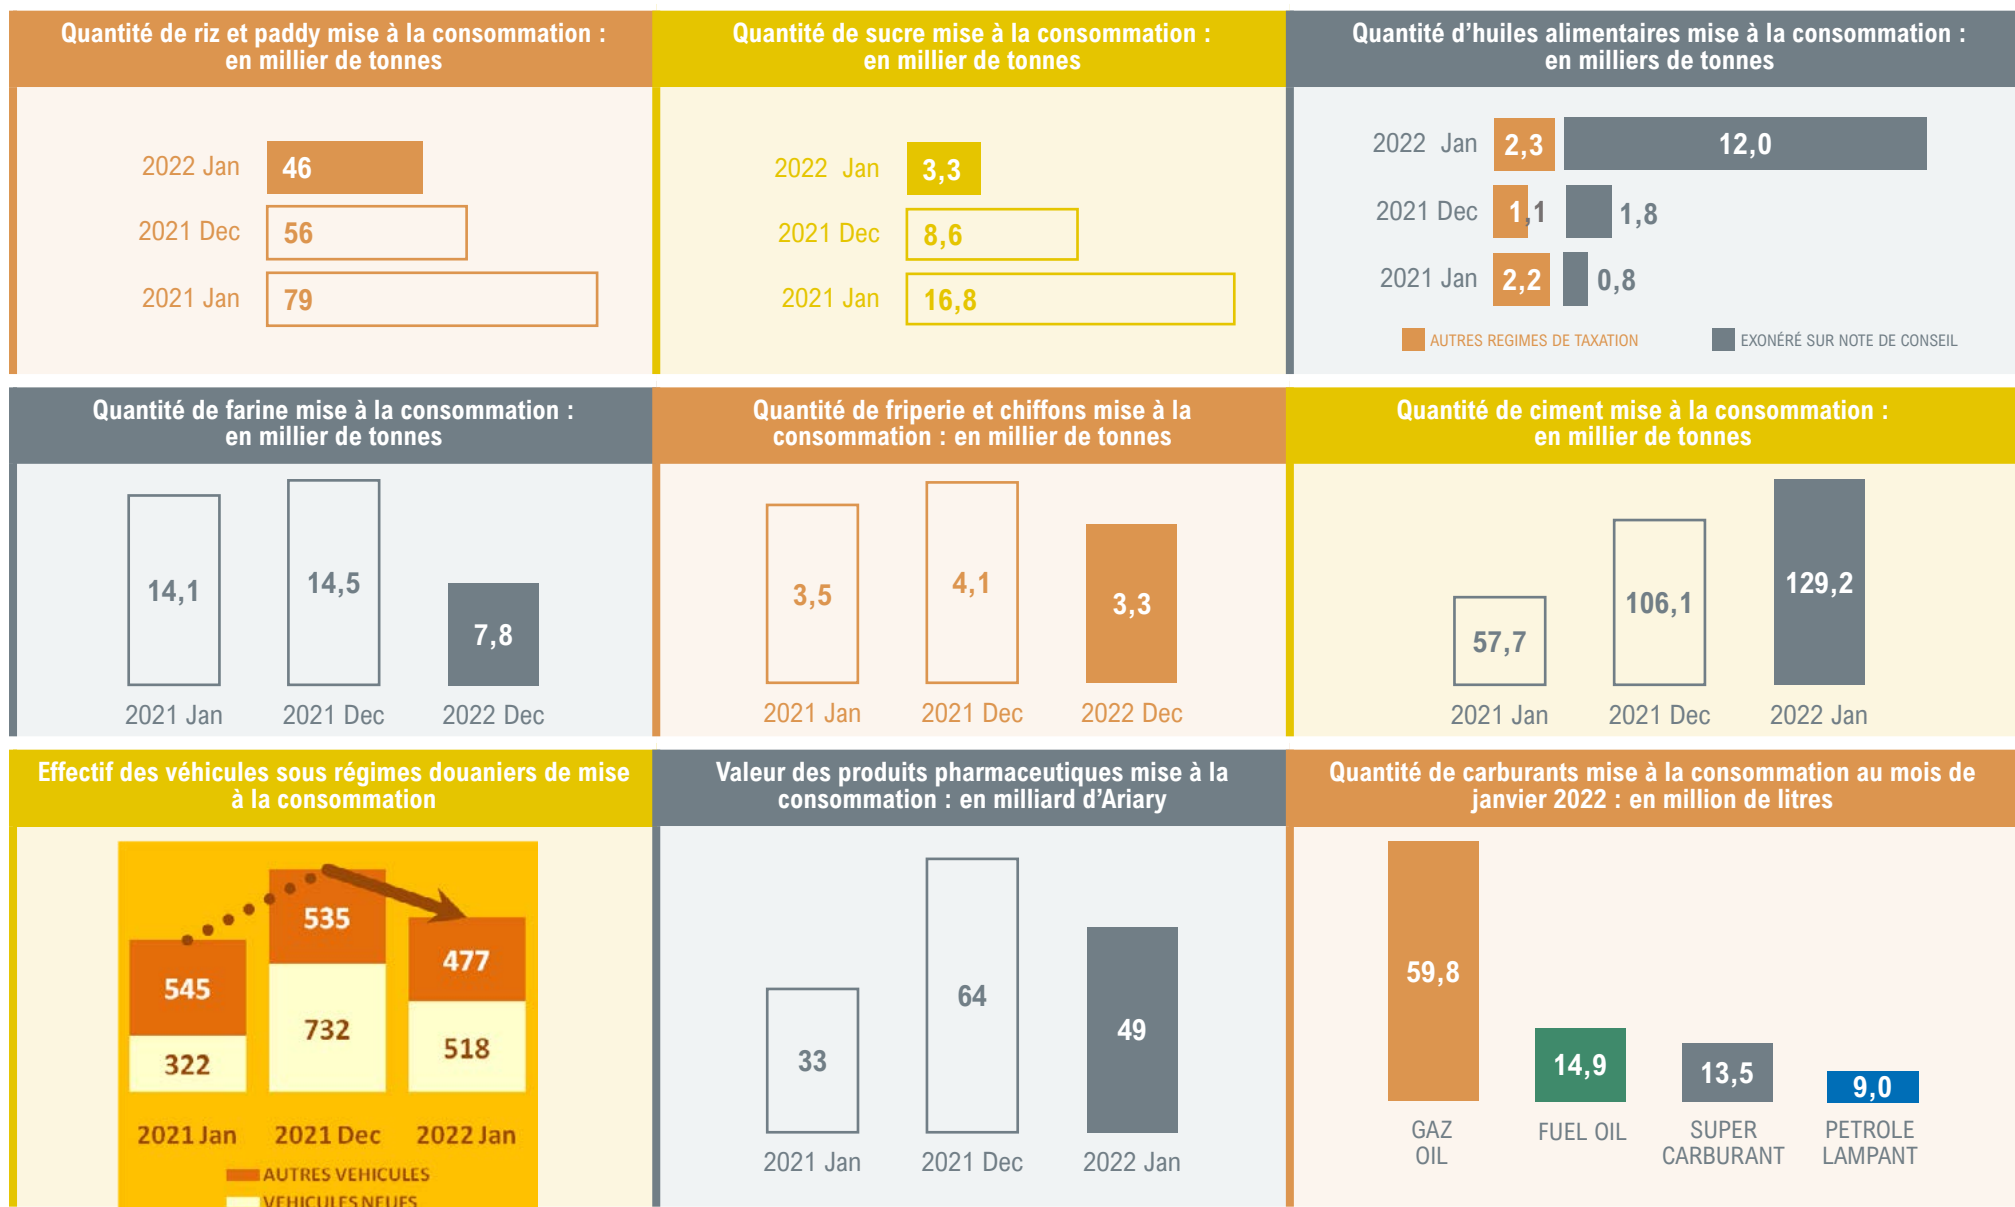 Quantité de riz et paddy mise à la consommation :
en millier de tonnes
2022 Jan 46
2021 Dec 56
2021 Jan 79
Quantité de sucre mise à la consommation :
en millier de tonnes
2022 Jan 3,3
2021 Dec 8,6
2021 Jan 16,8
Quantité d'huiles alimentaires mise à la consommation :
en milliers de tonnes
2022 Jan 2,3 12,0
2021 Dec 1,1 1,8
2021 Jan 2,2 0,8
AUTRES REGIMES DE TAXATION EXONÉRÉ SUR NOTE DE CONSEIL
Quantité de farine mise à la consommation :
en millier de tonnes
14,1 14,5 7,8
2021 Jan 2021 Dec 2022 Dec
Quantité de friperie et chiffons mise à la
consommation : en millier de tonnes
3,5 4,1 3,3
2021 Jan 2021 Dec 2022 Dec
Quantité de ciment mise à la consommation :
en millier de tonnes
57,7 106,1 129,2
2021 Jan 2021 Dec 2022 Jan
Effectif des véhicules sous régimes douaniers de mise
à la consommation
545 535 477
322 732 518
2021 Jan 2021 Dec 2022 Jan
AUTRES VEHICULES
VEHICULES NEUFS
Valeur des produits pharmaceutiques mise à la
consommation : en milliard d'Ariary
33 64 49
2021 Jan 2021 Dec 2022 Jan
Quantité de carburants mise à la consommation au mois de
janvier 2022 : en million de litres
59,8 14,9 13,5 9,0
GAZ OIL
FUEL OIL
SUPER CARBURANT
PETROLE LAMPANT